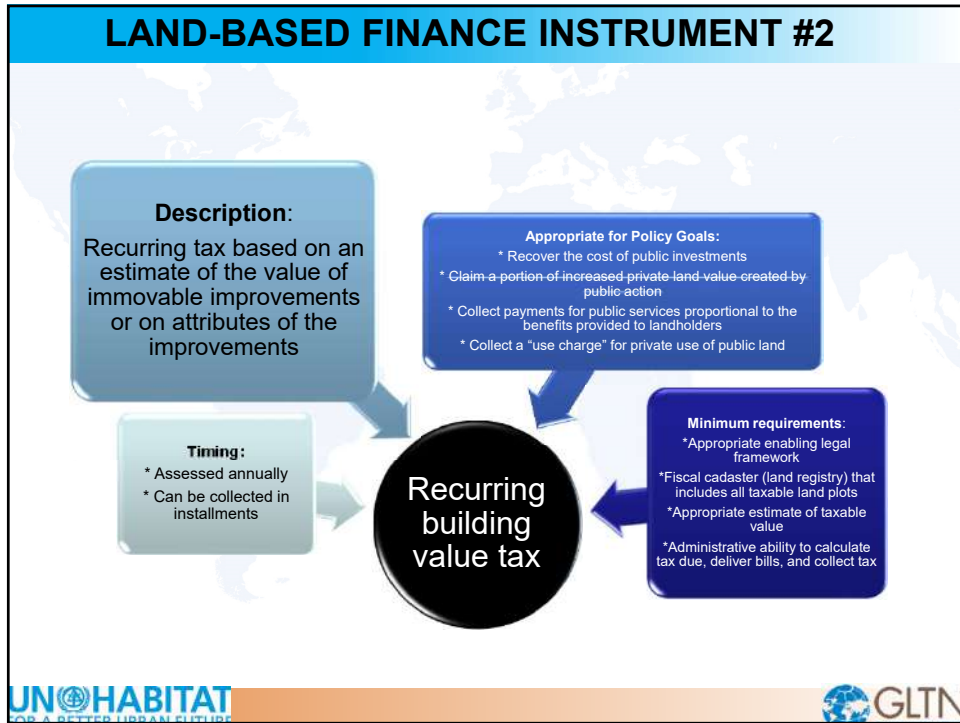 LAND-BASED FINANCE INSTRUMENT #2
Description:
Recurring tax based on an
estimate of the value of
immovable improvements
or on attributes of the
improvements
Appropriate for Policy Goals:
* Recover the cost of public investments
* Claim a portion of increased private land value created by
public action
* Collect payments for public services proportional to the
benefits provided to landholders
* Collect a “use charge” for private use of public land
Timing:
* Assessed annually
* Can be collected in
installments
Recurring
building
value tax
Minimum requirements:
*Appropriate enabling legal
framework
*Fiscal cadaster (land registry) that
includes all taxable land plots
*Appropriate estimate of taxable
value
*Administrative ability to calculate
tax due, deliver bills, and collect tax
UN HABITAT
FOR A BETTER URBAN FUTURE
GLTN